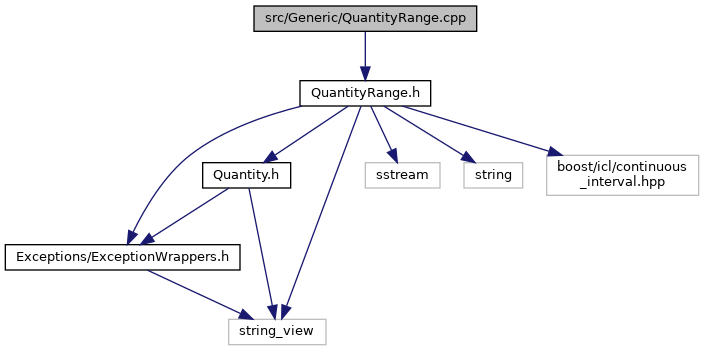 src/Generic/QuantityRange.cpp
QuantityRange.h
Quantity.h
sstream
string
boost/icl/continuous
_interval.hpp
Exceptions/ExceptionWrappers.h
string_view